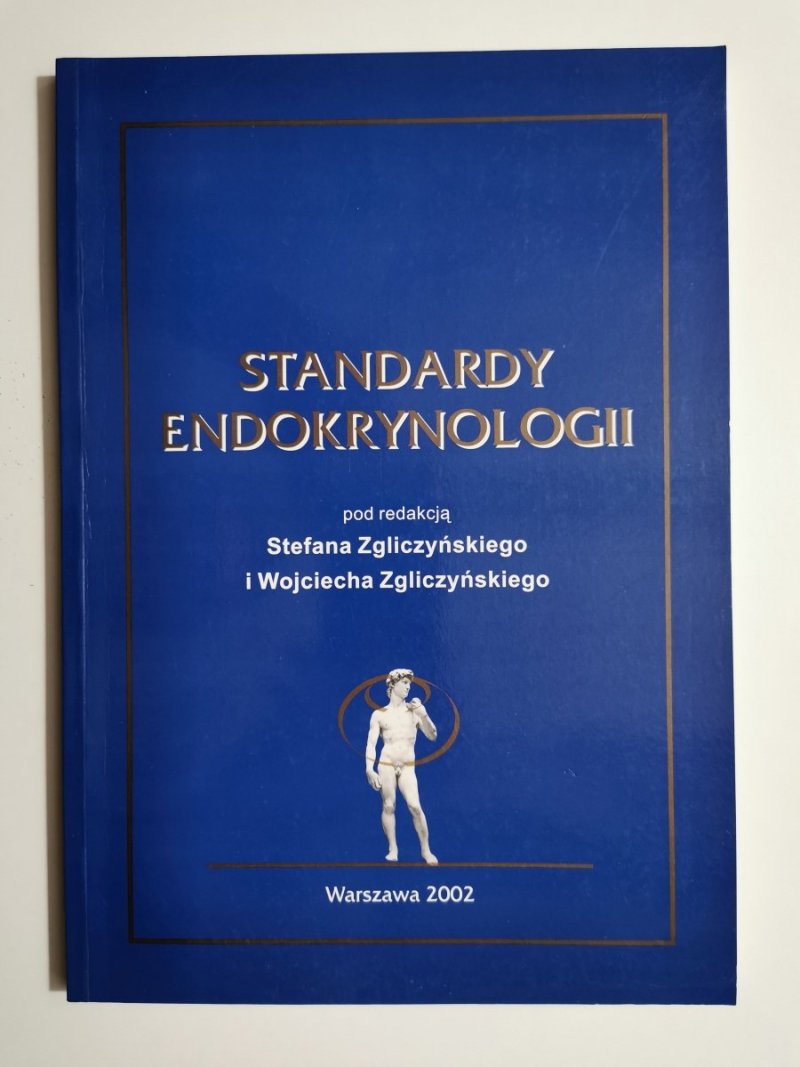 STANDARDY
ENDOKRYNOLOGII
pod redakcją
Stefana Zgliczyńskiego
i Wojciecha Zgliczyńskiego
Warszawa 2002